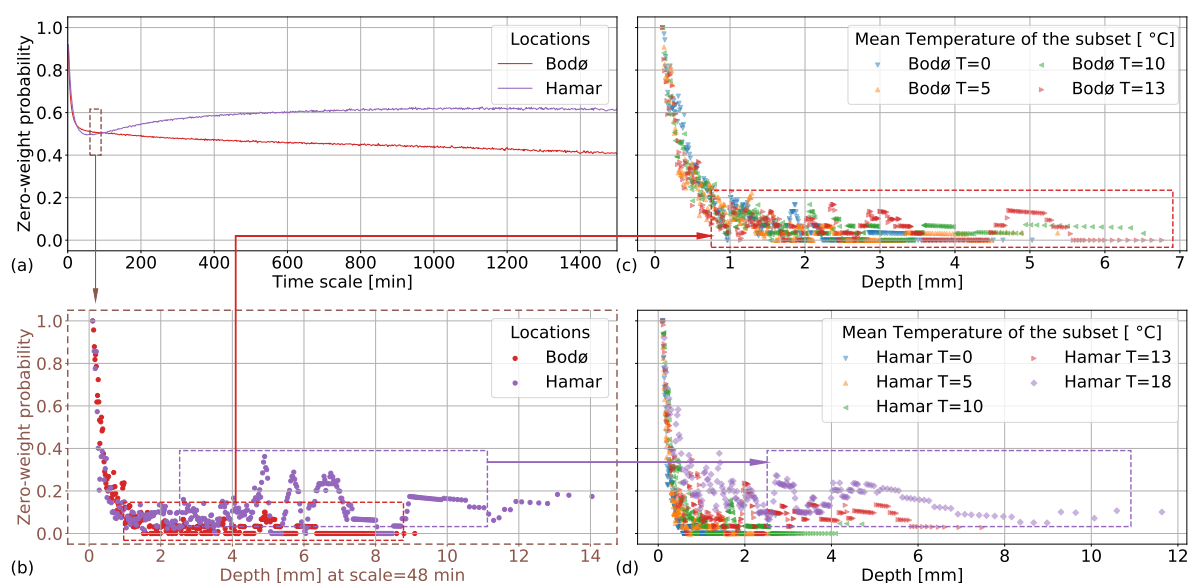 1.0
0.8
0.6
0.4
0.2
0.0
Zero-weight probability
0 200 400 600 800 1000 1200 1400
Time scale [min]
(a)
Locations
Bodø
Hamar
Mean Temperature of the subset [ °C]
Bodø T=0
Bodø T=5
Bodø T=10
Bodø T=13
0 1 2 3 4 5 6 7
Depth [mm]
(c)
1.0
0.8
0.6
0.4
0.2
0.0
Zero-weight probability
0 2 4 6 8 10 12 14
Depth [mm] at scale=48 min
(b)
Locations
Bodø
Hamar
Mean Temperature of the subset [ °C]
Hamar T=0
Hamar T=5
Hamar T=10
Hamar T=13
Hamar T=18
0 2 4 6 8 10 12
Depth [mm]
(d)